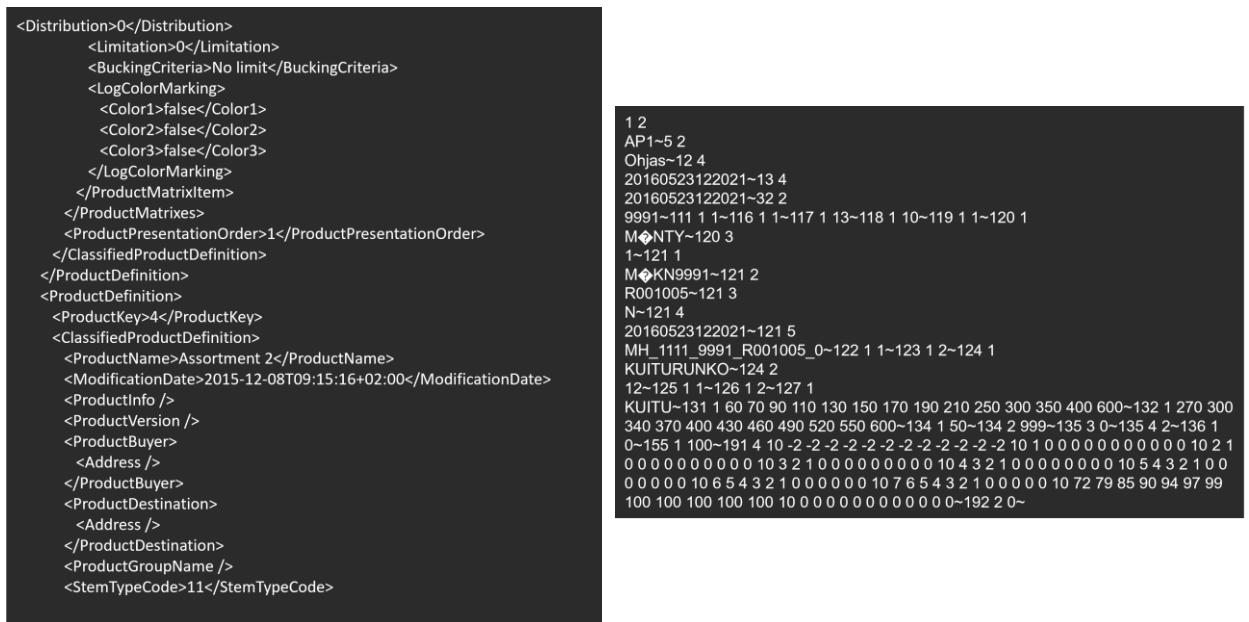 <Distribution>0</Distribution>
<Limitation>0</Limitation>
<BuckingCriteria>No limit</BuckingCriteria>
<LogColorMarking>
<Color1>false</Color1>
<Color2>false</Color2>
<Color3>false</Color3>
</LogColorMarking>
</ProductMatrixItem>
</ProductMatrixes>
<ProductPresentationOrder>1</ProductPresentationOrder>
</ClassifiedProductDefinition>
</ProductDefinition>
<ProductDefinition>
<ProductKey>4</ProductKey>
<ClassifiedProductDefinition>
<ProductName>Assortment 2</ProductName>
<ModificationDate>2015-12-08T09:15:16+02:00</ModificationDate>
<ProductInfo />
<ProductVersion />
<ProductBuyer>
<Address />
</ProductBuyer>
<ProductDestination>
<Address />
</ProductDestination>
<ProductGroupName />
<StemTypeCode>11</StemTypeCode>
1 2
AP1~5 2
Ohjas~12 4
20160523122021~13 4
20160523122021~32 2
9991~111 1 1~116 1 1~117 1 13~118 1 10~119 1 1~120 1
M�NTY~120 3
1~121 1
M�KN9991~121 2
R001005~121 3
N~121 4
20160523122021~121 5
MH_1111_9991_R001005_0~122 1 1~123 1 2~124 1
KUITURUNKO~124 2
12~125 1 1~126 1 2~127 1
KUITU~131 1 60 70 90 110 130 150 170 190 210 250 300 350 400 600~132 1 270 300
340 370 400 430 460 490 520 550 600~134 1 50~134 2 999~135 3 0~135 4 2~136 1
0~155 1 100~191 4 10 -2 -2 -2 -2 -2 -2 -2 -2 -2 -2 -2 -2 10 1 0 0 0 0 0 0 0 0 0 0 0 10 2 1
0 0 0 0 0 0 0 0 0 0 10 3 2 1 0 0 0 0 0 0 0 0 0 10 4 3 2 1 0 0 0 0 0 0 0 0 10 5 4 3 2 1 0 0
0 0 0 0 0 10 6 5 4 3 2 1 0 0 0 0 0 0 10 7 6 5 4 3 2 1 0 0 0 0 0 10 72 79 85 90 94 97 99
100 100 100 100 100 10 0 0 0 0 0 0 0 0 0 0 0 0~192 2 0~